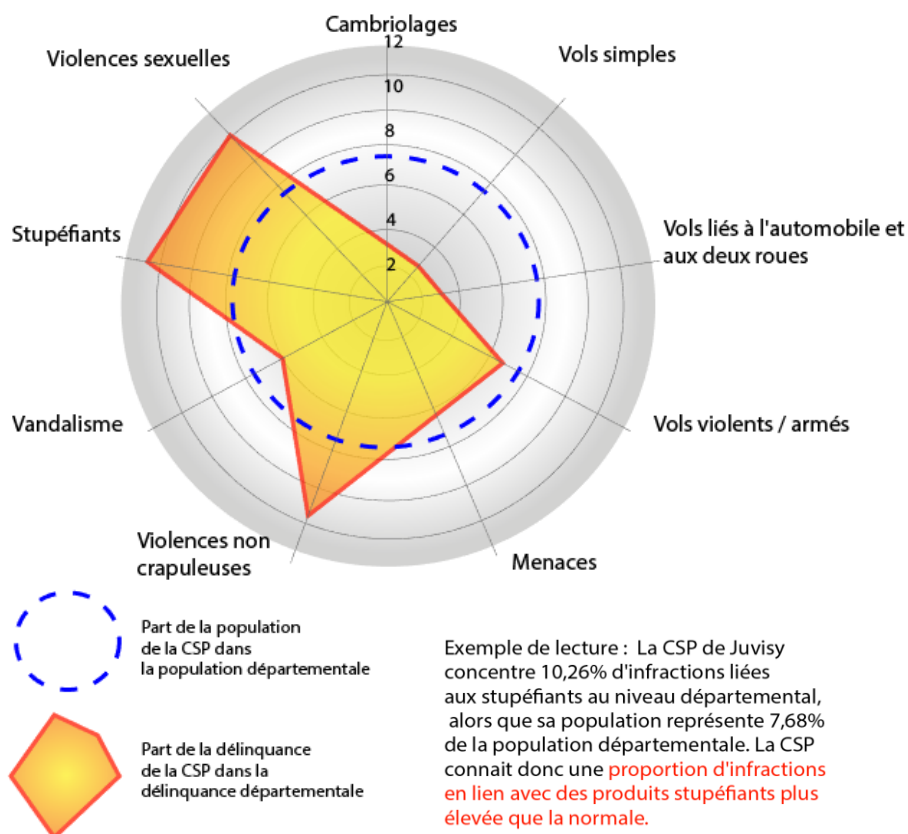 Cambriolages
Violences sexuelles
Vols simples
12
10
8
6
4
2
Stupéfiants
Vols liés à l'automobile et
aux deux roues
Vandalisme
Vols violents / armés
Violences non
crapuleuses
Menaces
Part de la population
de la CSP dans
la population départementale
Part de la délinquance
de la CSP dans la
délinquance départementale
Exemple de lecture : La CSP de Juvisy
concentre 10,26% d'infractions liées
aux stupéfiants au niveau départemental,
alors que sa population représente 7,68%
de la population départementale. La CSP
connait donc une proportion d'infractions
en lien avec des produits stupéfiants plus
élevée que la normale.